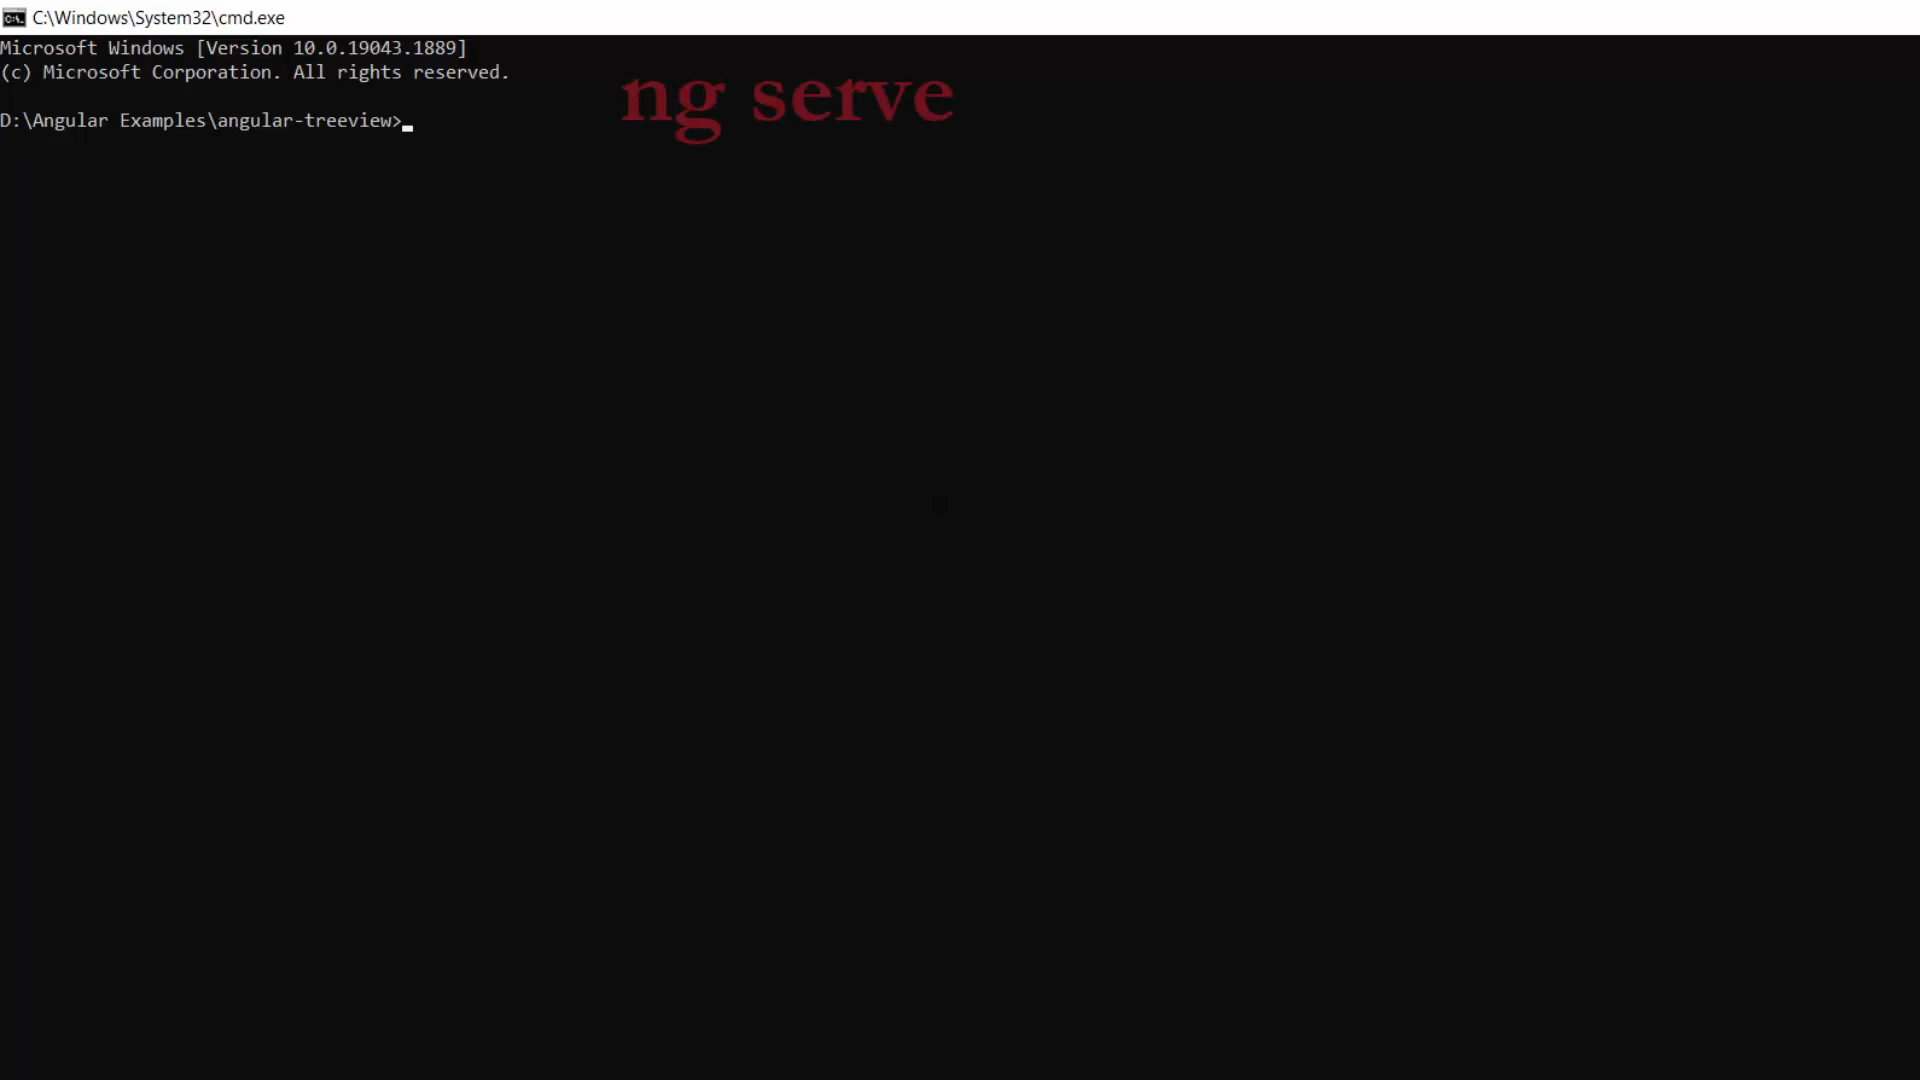 C:\Windows\System32\cmd.exe
Microsoft Windows [Version 10.0.19043.1889]
(c) Microsoft Corporation. All rights reserved.
ng serve
D:\Angular Examples\angular-treeview>